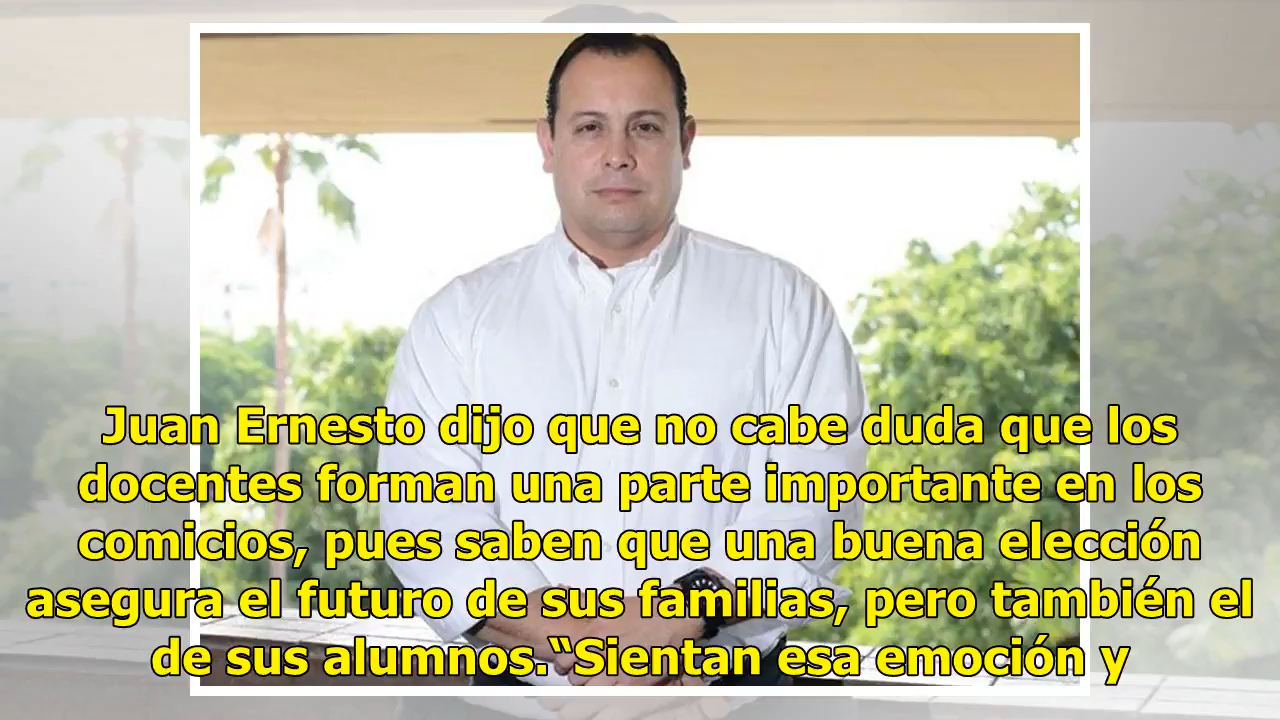 Juan Ernesto dijo que no cabe duda que los
docentes forman una parte importante en los
comicios, pues saben que una buena elección
asegura el futuro de sus familias, pero también el
de sus alumnos.“Sientan esa emoción y